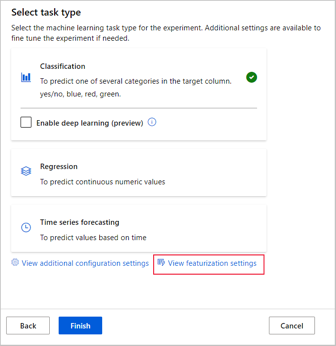 Select task type
Select the machine learning task type for the experiment. Additional settings are available to
fine tune the experiment if needed.
Classification
To predict one of several categories in the target column.
yes/no, blue, red, green.
Enable deep learning (preview)
Regression
To predict continuous numeric values
Time series forecasting
To predict values based on time
View additional configuration settings View featurization settings
Back Finish Cancel